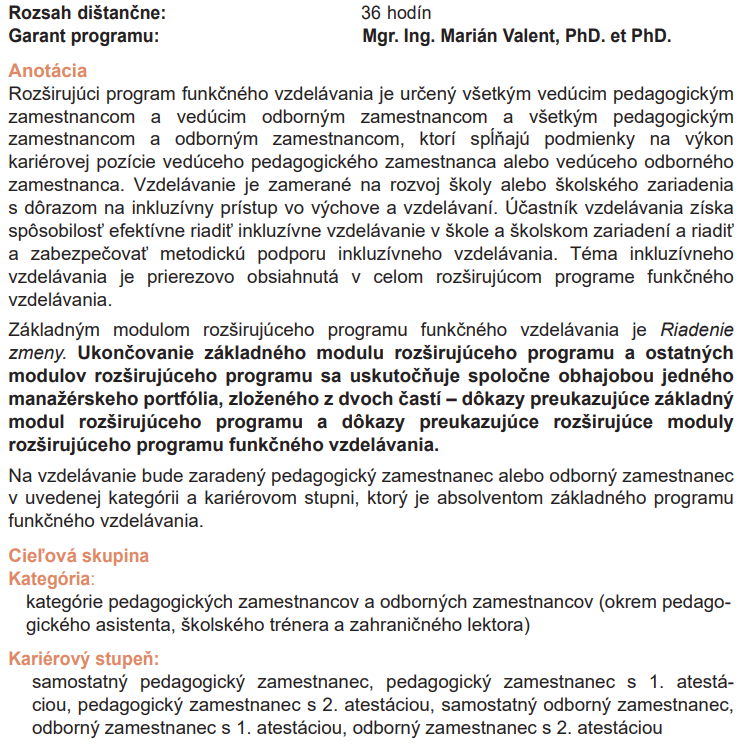 Rozsah dištančne: 36 hodín
Garant programu: Mgr. Ing. Marián Valent, PhD. et PhD.
Anotácia
Rozširujúci program funkčného vzdelávania je určený všetkým vedúcim pedagogickým
zamestnancom a vedúcim odborným zamestnancom a všetkým pedagogickým
zamestnancom a odborným zamestnancom, ktorí spĺňajú podmienky na výkon
kariérovej pozície vedúceho pedagogického zamestnanca alebo vedúceho odborného
zamestnanca. Vzdelávanie je zamerané na rozvoj školy alebo školského zariadenia
s dôrazom na inkluzívny prístup vo výchove a vzdelávaní. Účastník vzdelávania získa
spôsobilosť efektívne riadiť inkluzívne vzdelávanie v škole a školskom zariadení a riadiť
a zabezpečovať metodickú podporu inkluzívneho vzdelávania. Téma inkluzívneho
vzdelávania je prierezovo obsiahnutá v celom rozširujúcom programe funkčného
vzdelávania.
Základným modulom rozširujúceho programu funkčného vzdelávania je Riadenie
zmeny. Ukončovanie základného modulu rozširujúceho programu a ostatných
modulov rozširujúceho programu sa uskutočňuje spoločne obhajobou jedného
manažérskeho portfólia, zloženého z dvoch častí – dôkazy preukazujúce základný
modul rozširujúceho programu a dôkazy preukazujúce rozširujúce moduly
rozširujúceho programu funkčného vzdelávania.
Na vzdelávanie bude zaradený pedagogický zamestnanec alebo odborný zamestnanec
v uvedenej kategórii a kariérovom stupni, ktorý je absolventom základného programu
funkčného vzdelávania.
Cieľová skupina
Kategória:
kategórie pedagogických zamestnancov a odborných zamestnancov (okrem pedago-
gického asistenta, školského trénera a zahraničného lektora)
Kariérový stupeň:
samostatný pedagogický zamestnanec, pedagogický zamestnanec s 1. atestá-
ciou, pedagogický zamestnanec s 2. atestáciou, samostatný odborný zamestnanec,
odborný zamestnanec s 1. atestáciou, odborný zamestnanec s 2. atestáciou